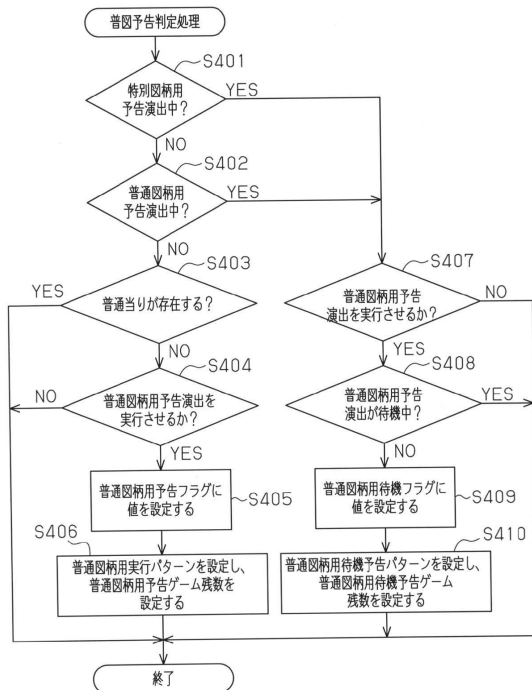 普図予告判定処理
S401
特別図柄用
予告演出中?
YES
NO
S402
普通図柄用
予告演出中?
YES
NO
S403
YES
普通当りが存在する?
NO
S404
NO
普通図柄用予告演出を
実行させるか?
YES
普通図柄用予告フラグに
値を設定する
S405
S406
普通図柄用実行パターンを設定し、
普通図柄用予告ゲーム残数を
設定する
S407
普通図柄用予告
演出を実行させるか?
NO
YES
S408
普通図柄用予告
演出が待機中?
YES
NO
普通図柄用待機フラグに
値を設定する
S409
S410
普通図柄用待機予告パターンを設定し、
普通図柄用待機予告ゲーム
残数を設定する
終了